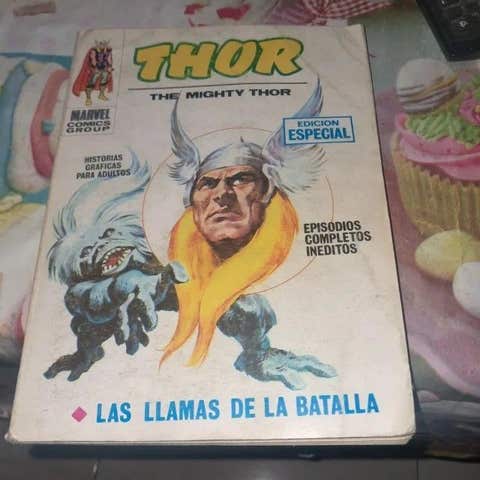 THOR
THE MIGHTY THOR
MARVEL
COMICS
GROUP
EDICION
ESPECIAL
HISTORIAS
GRAFICAS
PARA ADULTOS
EPISODIOS
COMPLETOS
INEDITOS
LAS LLAMAS DE LA BATALLA